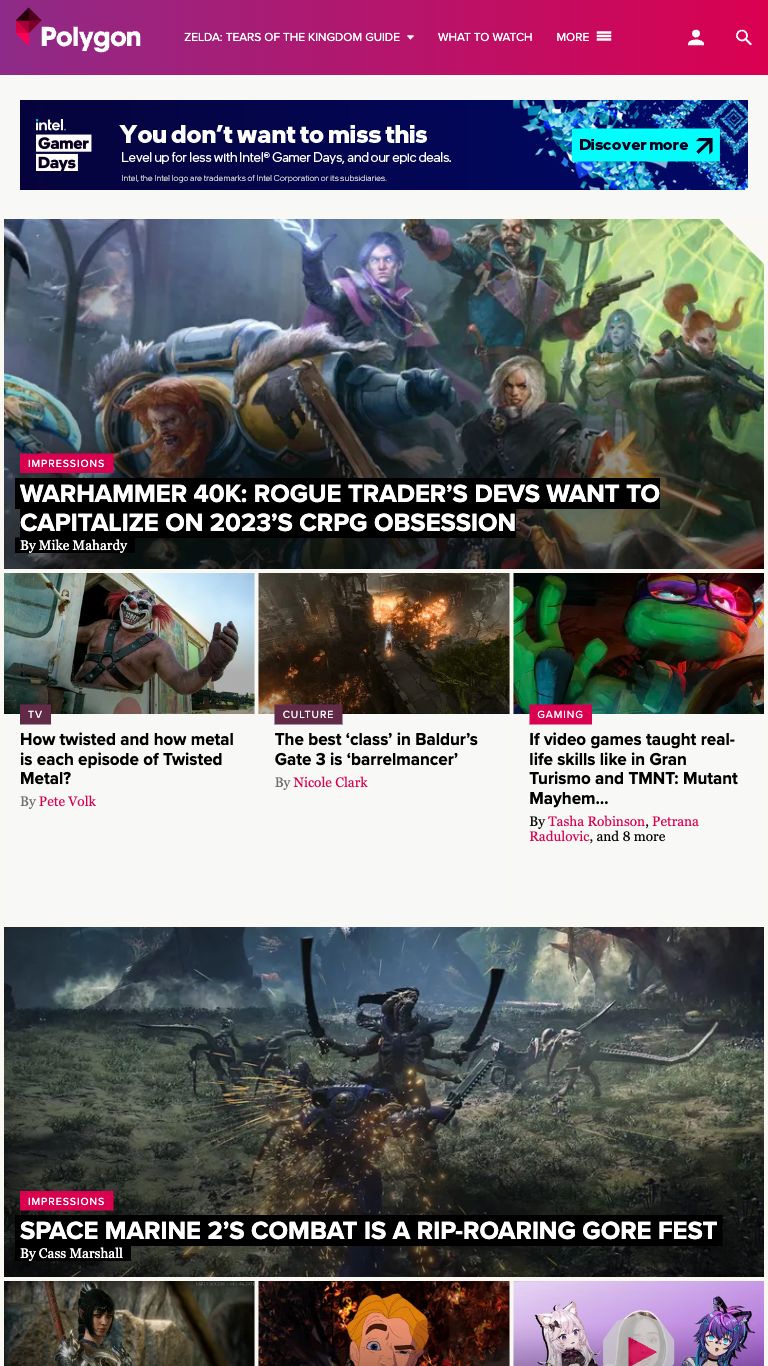 Polygon
ZELDA: TEARS OF THE KINGDOM GUIDE
WHAT TO WATCH
MORE
intel.
Gamer
Days
You don't want to miss this
Level up for less with Intel® Gamer Days, and our epic deals.
Intel, the Intel logo are trademarks of Intel Corporation or its subsidiaries.
Discover more
IMPRESSIONS
WARHAMMER 40K: ROGUE TRADER'S DEVS WANT TO
CAPITALIZE ON 2023'S CRPG OBSESSION
By Mike Mahardy
TV
How twisted and how metal
is each episode of Twisted
Metal?
By Pete Volk
CULTURE
The best ‘class’ in Baldur’s
Gate 3 is ‘barrelmancer’
By Nicole Clark
GAMING
If video games taught real-
life skills like in Gran
Turismo and TMNT: Mutant
Mayhem...
By Tasha Robinson, Petrana
Radulovic, and 8 more
IMPRESSIONS
SPACE MARINE 2'S COMBAT IS A RIP-ROARING GORE FEST
By Cass Marshall